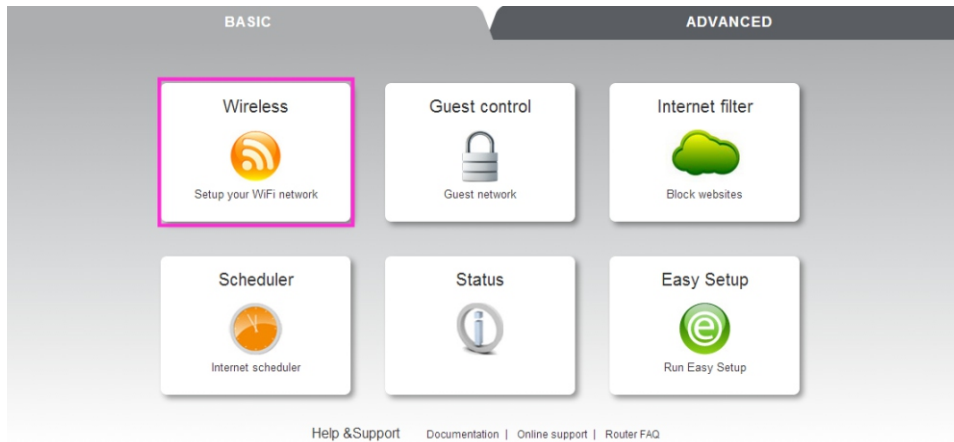 BASIC
ADVANCED
Wireless
Setup your WiFi network
Guest control
Guest network
Internet filter
Block websites
Scheduler
Internet scheduler
Status
Easy Setup
Run Easy Setup
Help &Support Documentation | Online support | Router FAQ